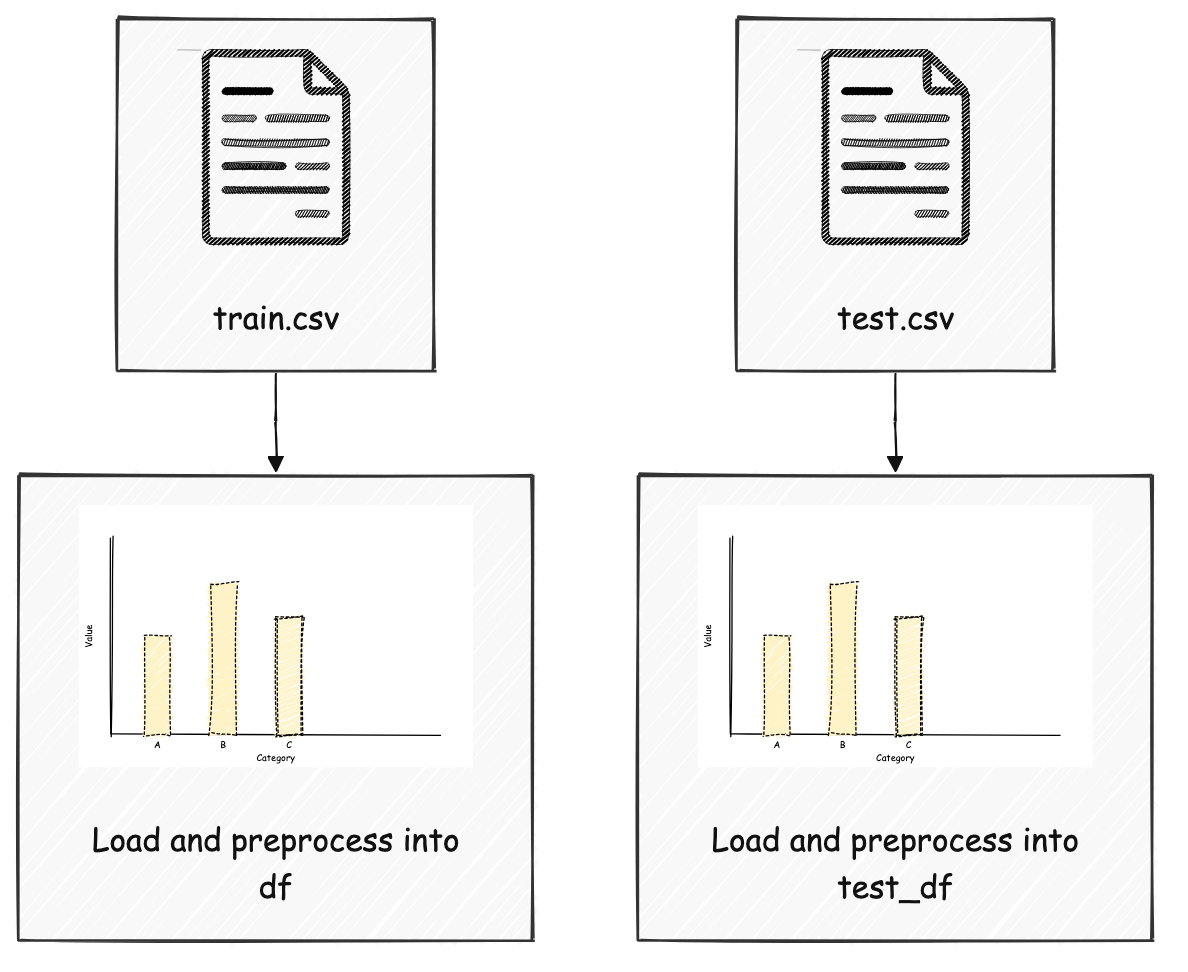 train.csv
test.csv
Value
A
B
C
Category
Load and preprocess into
df
Value
A
B
C
Category
Load and preprocess into
test_df